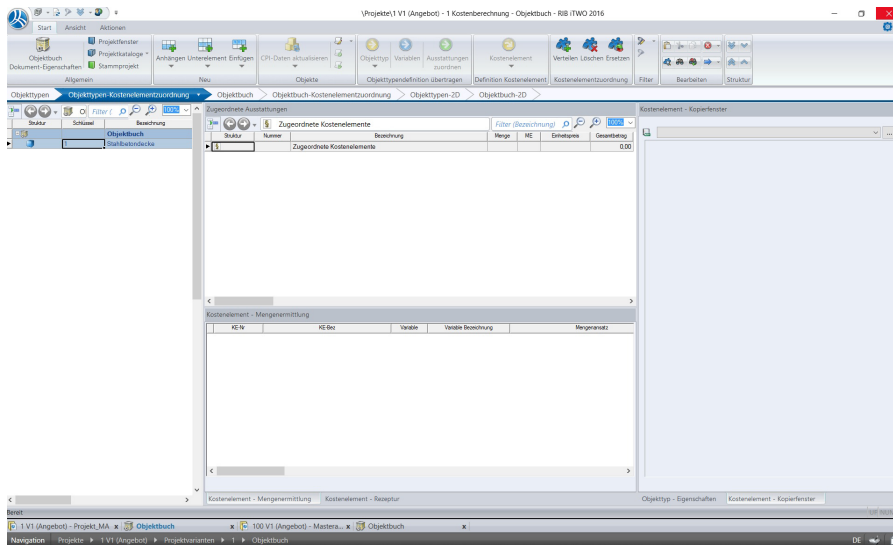 \Projekte\1 V1 (Angebot) - 1 Kostenberechnung - Objektbuch - RIB iTWO 2016
Start Ansicht Aktionen
Objektbuch
Dokument-Eigenschaften
Projektfenster
Projektkataloge
Stammprojekt
Anhängen Unterelement Einfügen
CPI-Daten aktualisieren
Objekttyp Variablen Ausstattungen
zuordnen
Kostenelement
Verteilen Löschen Ersetzen
Allgemein Neu Objekte Objekttypendefinition übertragen Definition Kostenelement Kostenelementzuordnung Filter Bearbeiten Struktur
Objekttypen Objekttypen-Kostenelementzuordnung Objektbuch Objektbuch-Kostenelementzuordnung Objekttypen-2D Objektbuch-2D
O Filter ( 100%
Struktur Schlüssel Bezeichnung
Objektbuch
1 Stahlbetondecke
Zugeordnete Ausstattungen
Zugeordnete Kostenelemente Filter (Bezeichnung) 100%
Struktur Nummer Bezeichnung Menge ME Einheitspreis Gesamtbetrag
§ Zugeordnete Kostenelemente 0,00
Kostenelement - Mengenermittlung
KE-Nr KE-Bez Variable Variable Bezeichnung Mengenansatz
Kostenelement - Mengenermittlung Kostenelement - Rezeptur
Kostenelement - Kopierfenster
...
Objekttyp - Eigenschaften Kostenelement - Kopierfenster
Bereit
1 V1 (Angebot) - Projekt_MA x Objektbuch x 100 V1 (Angebot) - Mastera... x Objektbuch x
Navigation Projekte 1 V1 (Angebot) Projektvarianten 1 Objektbuch DE